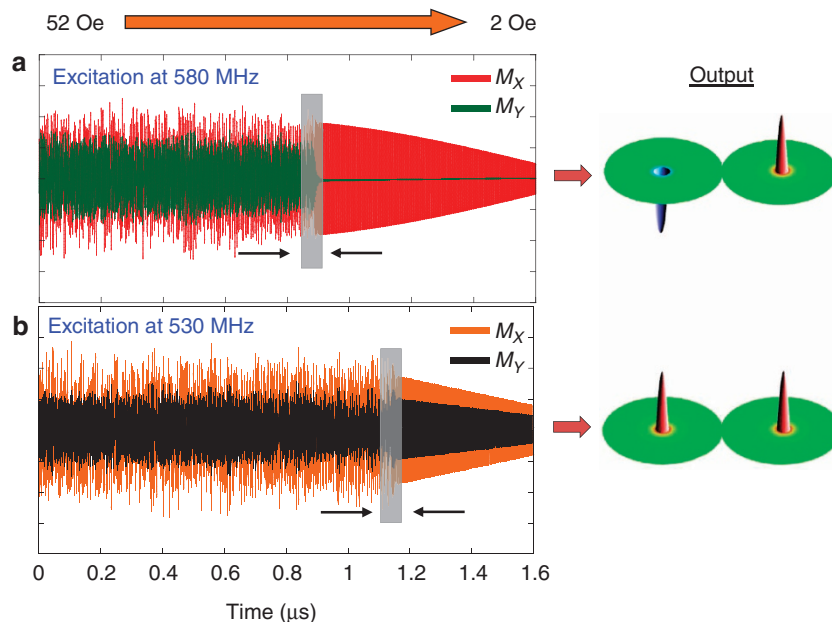 52 Oe 2 Oe
a
Excitation at 580 MHz
M_X
M_Y
Output
b
Excitation at 530 MHz
M_X
M_Y
0 0.2 0.4 0.6 0.8 1 1.2 1.4 1.6
Time (μs)